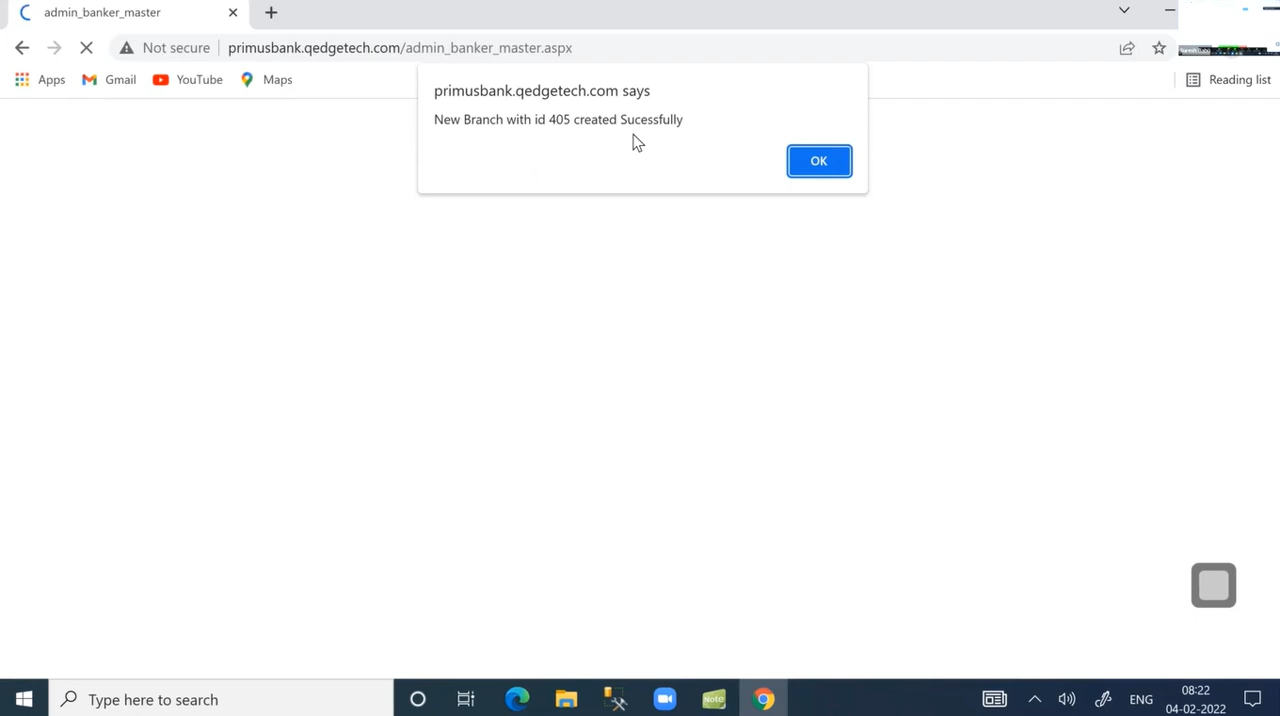 admin_banker_master
Not secure
primusbank.qedgetech.com/admin_banker_master.aspx
Apps
Gmail
YouTube
Maps
Reading list
primusbank.qedgetech.com says
New Branch with id 405 created Sucessfully
OK
Type here to search
Note
ENG
08:22
04-02-2022